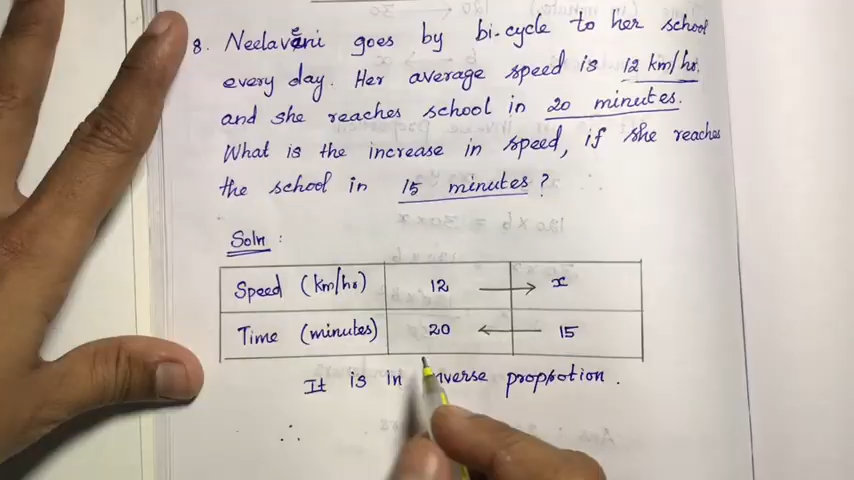 8. Neelaveni goes by bi-cycle to her school
every day. Her average speed is 12 km/hr.
and she reaches school in 20 minutes.
What is the increase in speed, if she reaches
the school in 15 minutes?
Soln :
Speed (km/hr) 12 → x
Time (minutes) 20 ← 15
It is in inverse proprotion.
∴